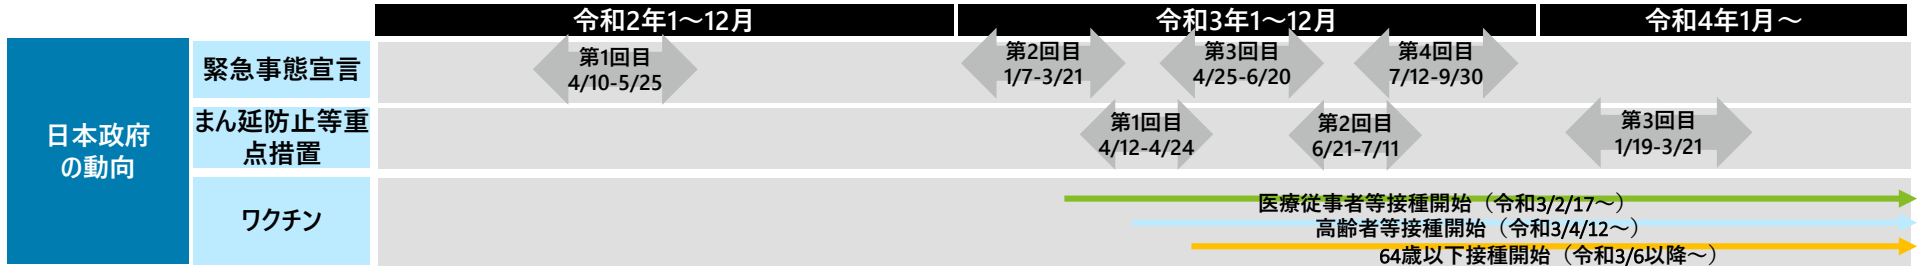 令和2年1～12月
令和3年1～12月
令和4年1月～
日本政府
の動向
緊急事態宣言
第1回目
4/10-5/25
第2回目
1/7-3/21
第3回目
4/25-6/20
第4回目
7/12-9/30
まん延防止等重
点措置
第1回目
4/12-4/24
第2回目
6/21-7/11
第3回目
1/19-3/21
ワクチン
医療従事者等接種開始（令和3/2/17～）
高齢者等接種開始（令和3/4/12～）
64歳以下接種開始（令和3/6以降～）